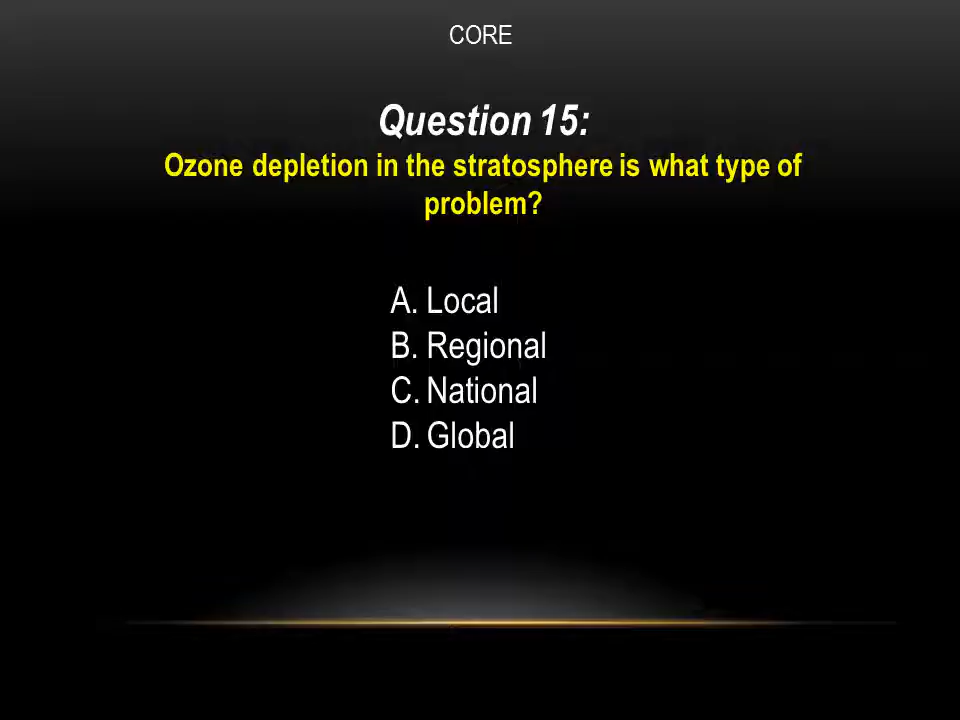 CORE
Question 15:
Ozone depletion in the stratosphere is what type of
problem?
A. Local
B. Regional
C. National
D. Global